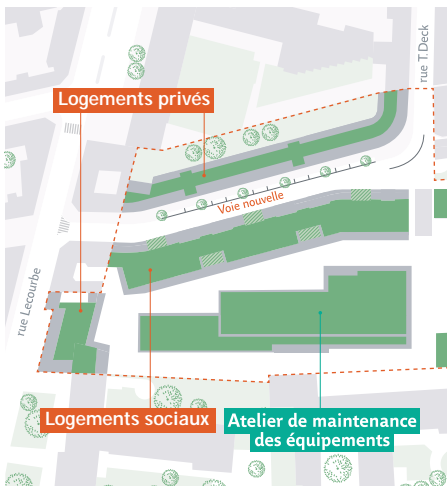 rue T. Deck
Logements privés
Voie nouvelle
rue Lecourbe
Logements sociaux
Atelier de maintenance
des équipements